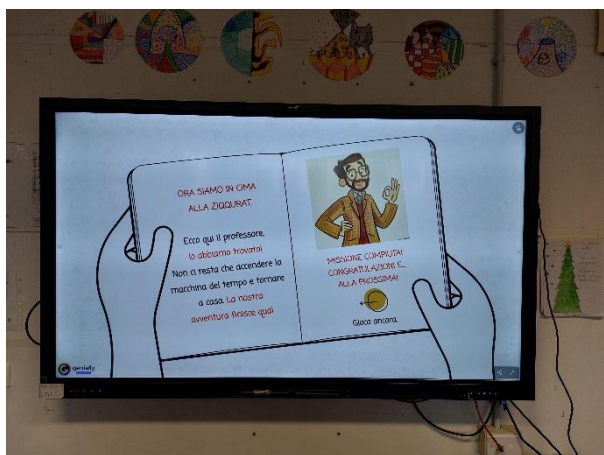 ORA SIAMO IN CIMA
ALLA ZIQQURAT.
Ecco qui il professore.
Lo abbiamo trovato!
Non ci resta che accendere la
macchina del tempo e tornare
a casa. La nostra
avventura finisce qua!
MISSIONE COMPIUTA!
CONGRATULAZIONI E...
ALLA PROSSIMA!
Gioca ancora.
genially